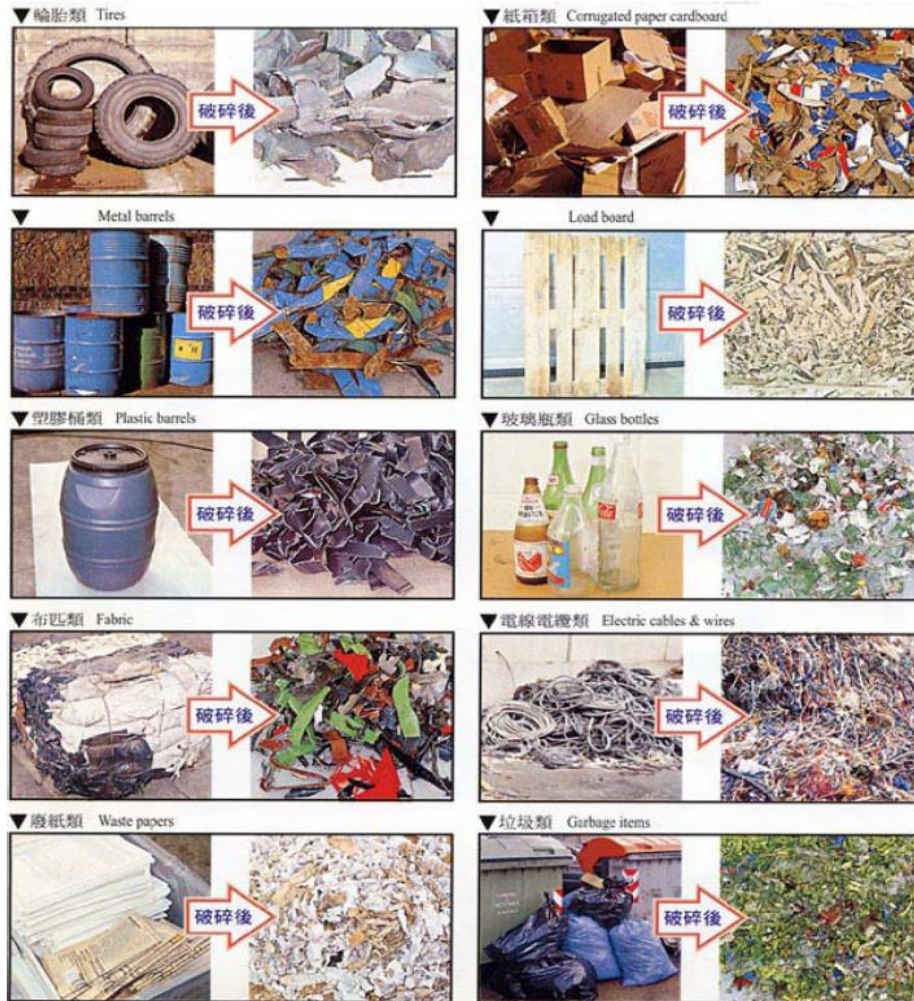 ▼輪胎類 Tires
破碎後
▼紙箱類 Corrugated paper cardboard
破碎後
▼ Metal barrels
破碎後
▼ Load board
破碎後
▼塑膠桶類 Plastic barrels
破碎後
▼玻璃瓶類 Glass bottles
破碎後
▼布匹類 Fabric
破碎後
▼電線電纜類 Electric cables & wires
破碎後
▼廢紙類 Waste papers
破碎後
▼垃圾類 Garbage items
破碎後